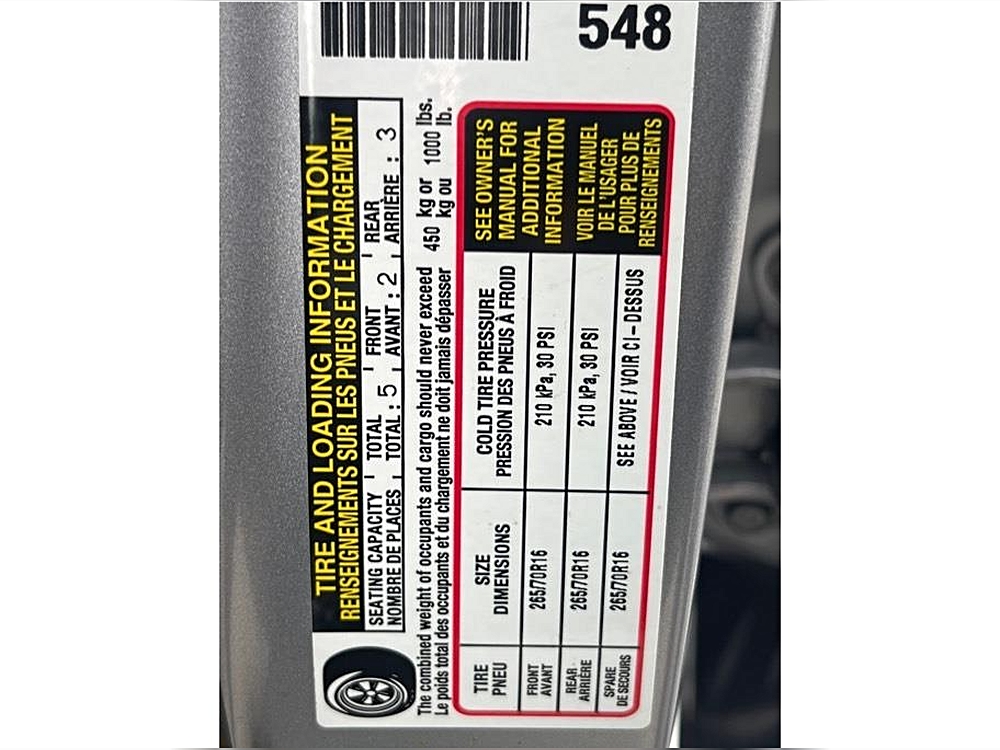 548
TIRE AND LOADING INFORMATION
RENSEIGNEMENTS SUR LES PNEUS ET LE CHARGEMENT
SEATING CAPACITY TOTAL FRONT REAR
NOMBRE DE PLACES TOTAL : 5 AVANT : 2 ARRIÈRE : 3
The combined weight of occupants and cargo should never exceed 450 kg or 1000 lbs.
Le poids total des occupants et du chargement ne doit jamais dépasser kg ou lb.
TIRE SIZE COLD TIRE PRESSURE
PNEU DIMENSIONS PRESSION DES PNEUS À FROID
FRONT
AVANT
265/70R16 210 kPa, 30 PSI
REAR
ARRIÈRE
265/70R16 210 kPa, 30 PSI
SPARE
DE SECOURS
265/70R16 SEE ABOVE / VOIR CI-DESSUS
SEE OWNER'S
MANUAL FOR
ADDITIONAL
INFORMATION
VOIR LE MANUEL
DE L'USAGER
POUR PLUS DE
RENSEIGNEMENTS